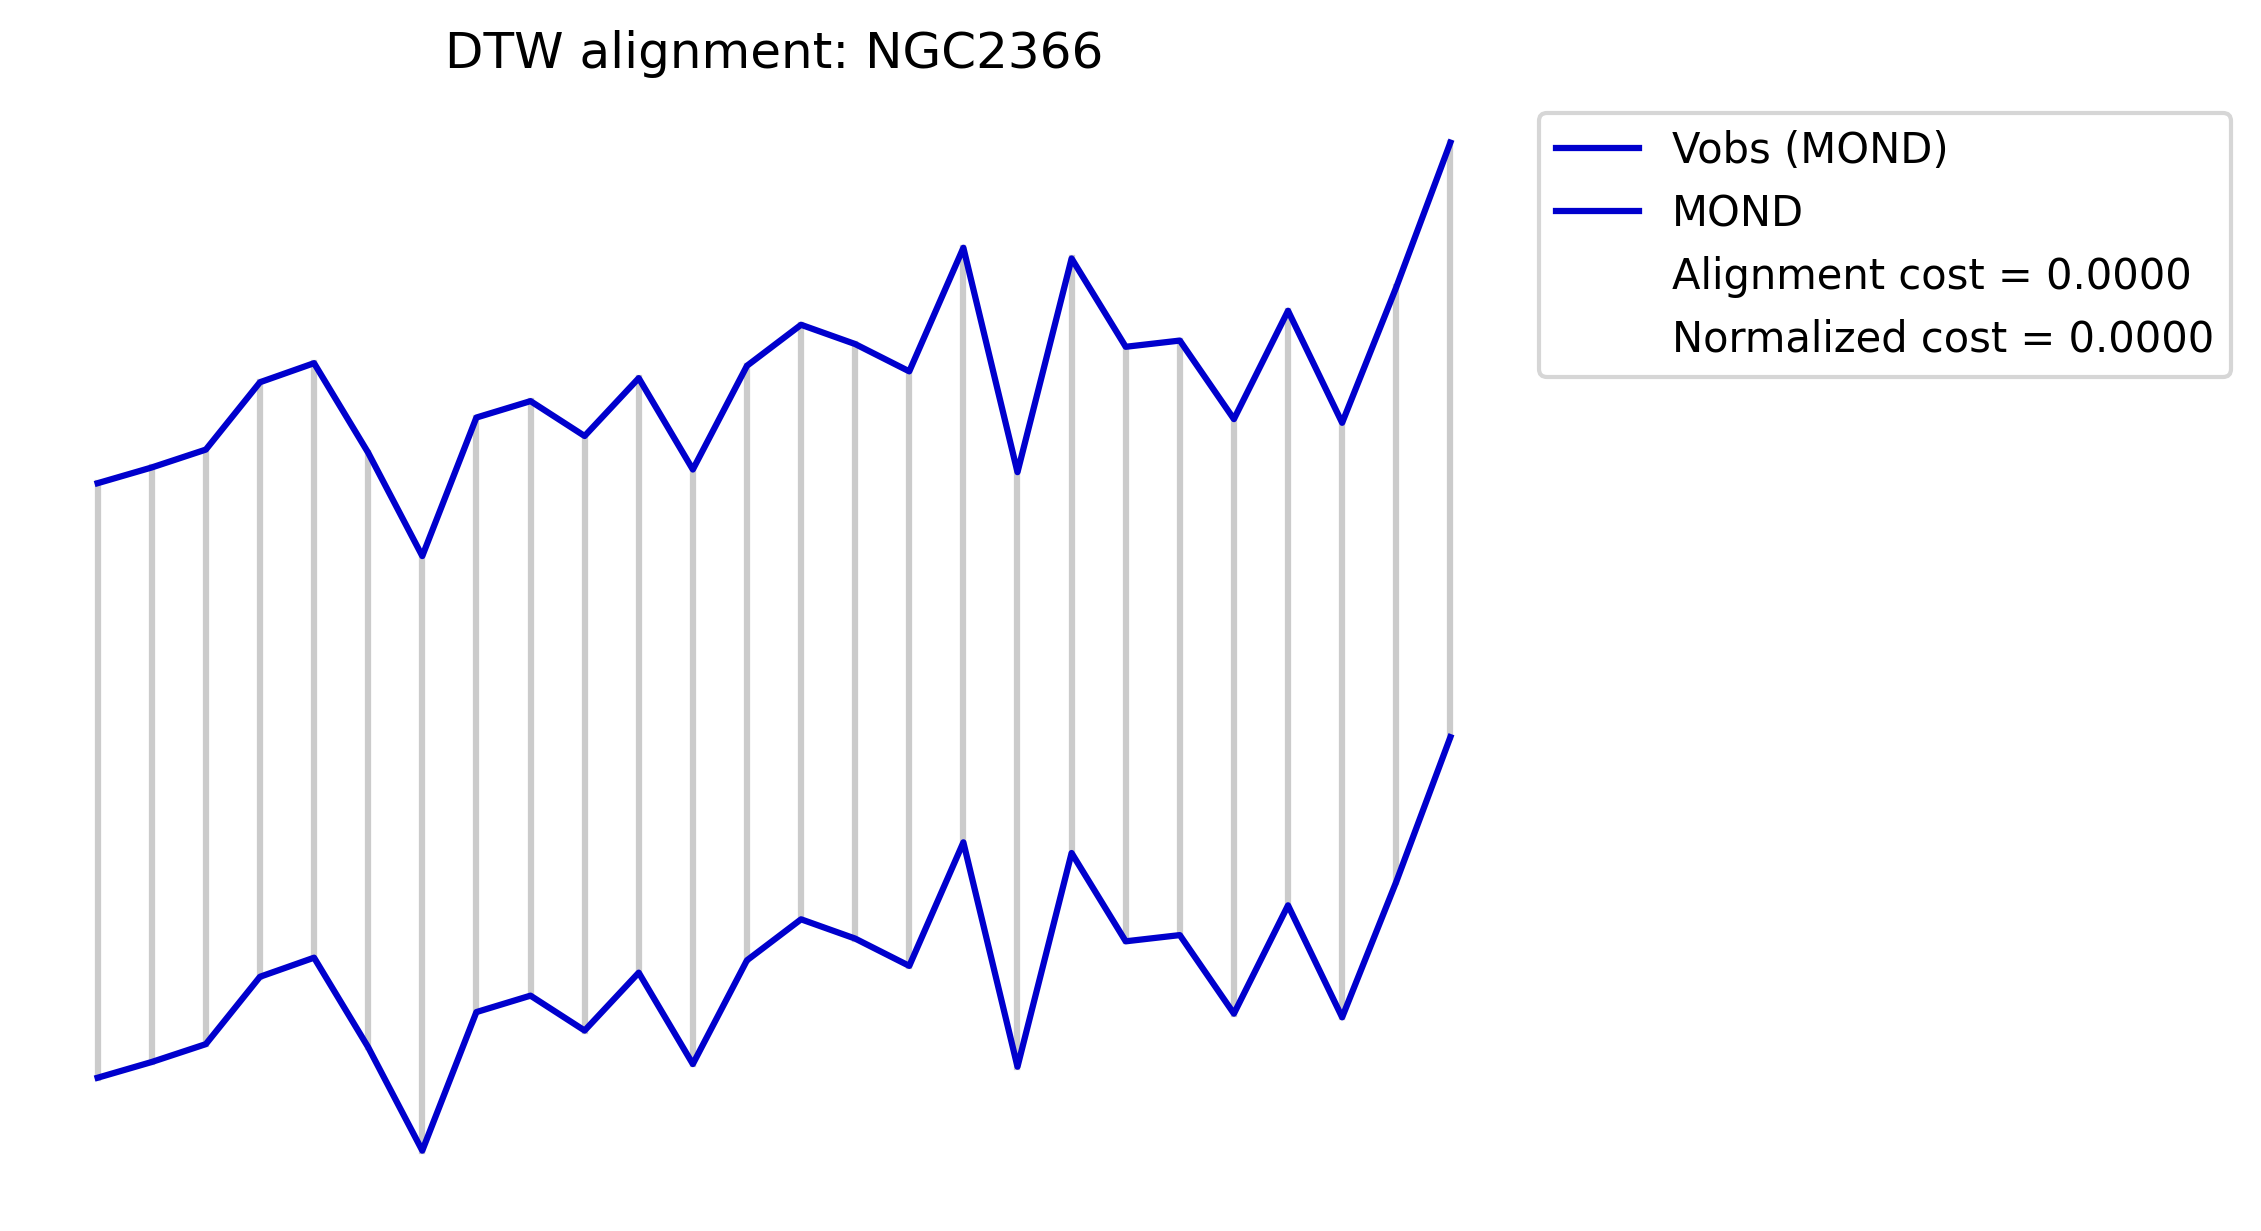 DTW alignment: NGC2366
Vobs (MOND)
MOND
Alignment cost = 0.0000
Normalized cost = 0.0000